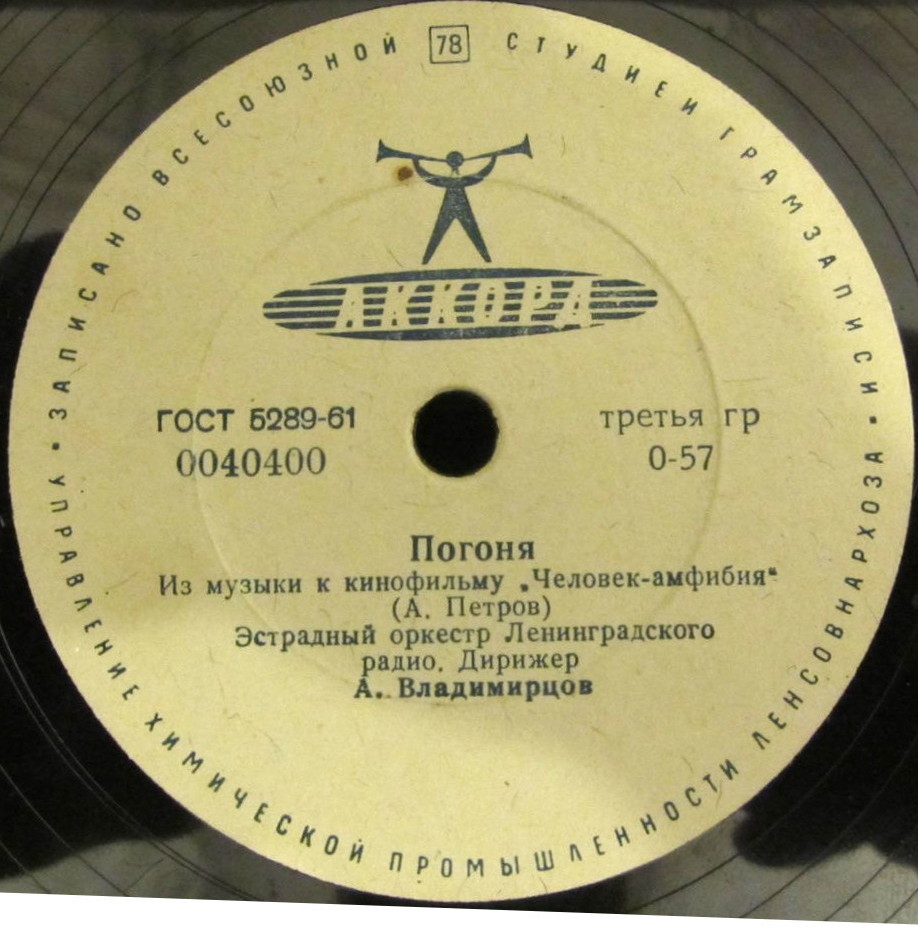 ЗАПИСАНО ВСЕСОЮЗНОЙ 78 СТУДИЕЙ ГРАМЗАПИСИ
АККОРД
ГОСТ 5289-61
третья гр
0040400
0-57
Погоня
Из музыки к кинофильму „Человек-амфибия“
(А. Петров)
Эстрадный оркестр Ленинградского
радио. Дирижер
А. Владимирцов
• УПРАВЛЕНИЕ ХИМИЧЕСКОЙ ПРОМЫШЛЕННОСТИ ЛЕНСОВНАРХОЗА •